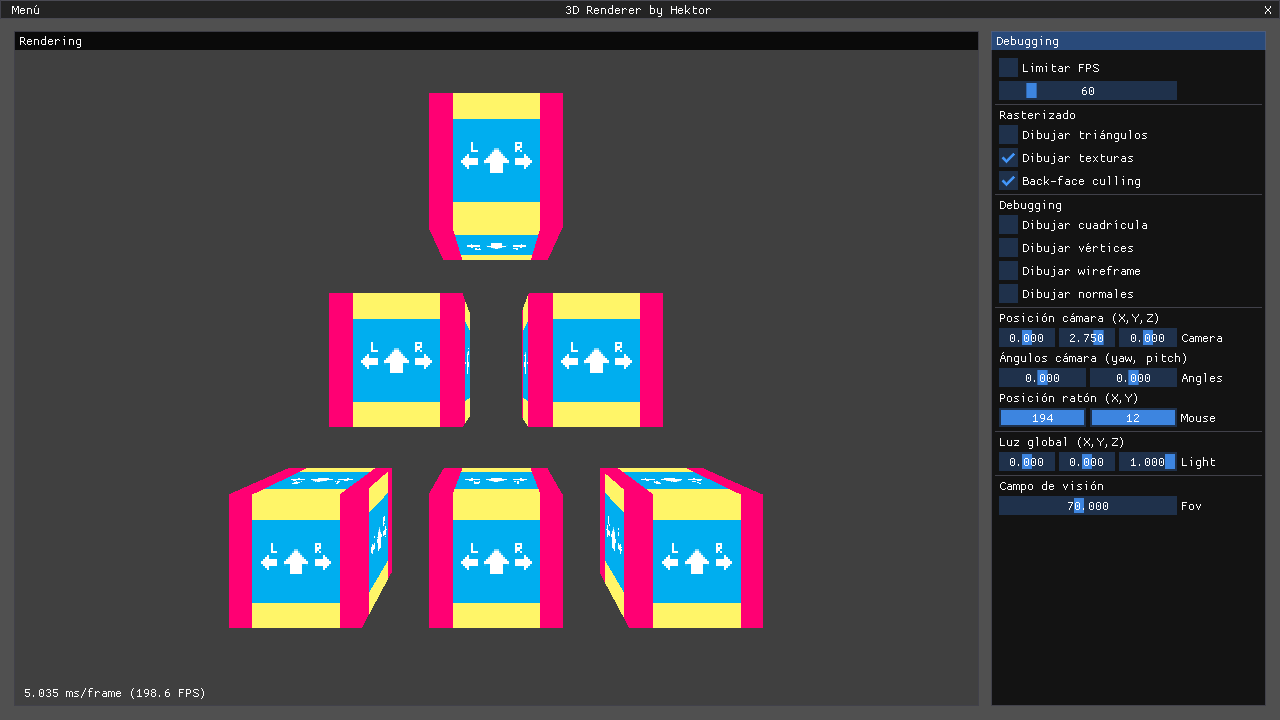 Menú 3D Renderer by Hektor X
Rendering
L R
L R
L R
L R
R
L R
L R
5.035 ms/frame (198.6 FPS)
Debugging
Limitar FPS
60
Rasterizado
Dibujar triángulos
Dibujar texturas
Back-face culling
Debugging
Dibujar cuadrícula
Dibujar vértices
Dibujar wireframe
Dibujar normales
Posición cámara (X,Y,Z)
0.000 2.750 0.000 Camera
Ángulos cámara (yaw, pitch)
0.000 0.000 Angles
Posición ratón (X,Y)
194 12 Mouse
Luz global (X,Y,Z)
0.000 0.000 1.000 Light
Campo de visión
70.000 Fov